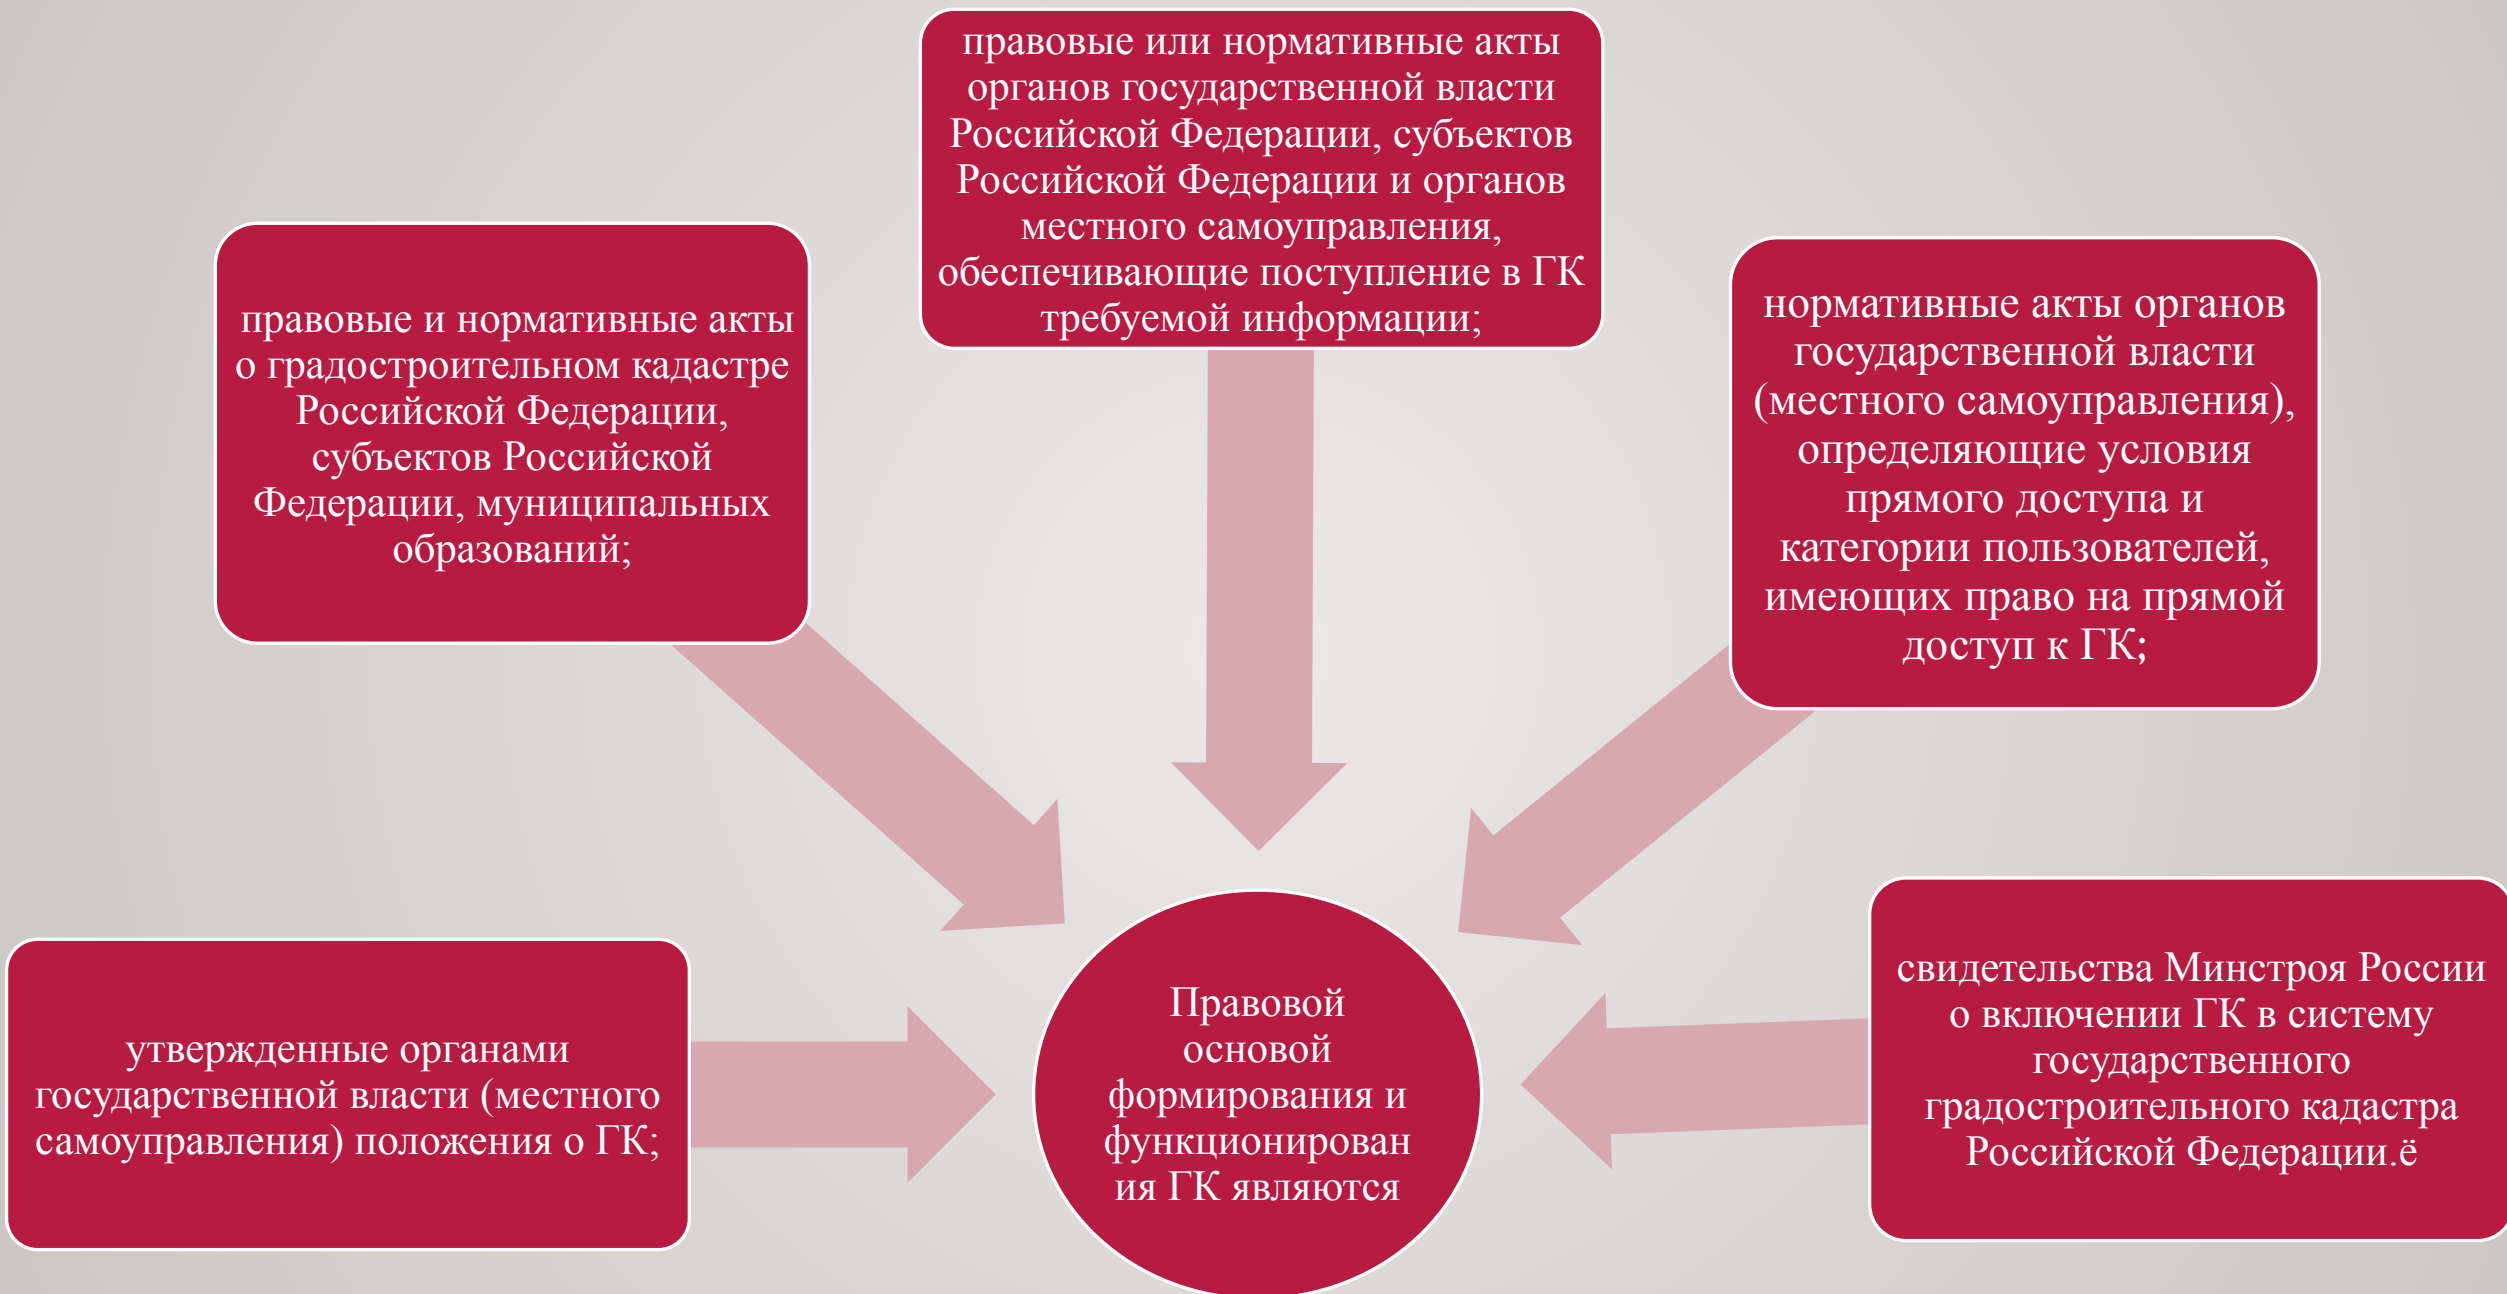 правовые или нормативные акты
органов государственной власти
Российской Федерации, субъектов
Российской Федерации и органов
местного самоуправления,
обеспечивающие поступление в ГК
требуемой информации;
правовые и нормативные акты
о градостроительном кадастре
Российской Федерации,
субъектов Российской
Федерации, муниципальных
образований;
нормативные акты органов
государственной власти
(местного самоуправления),
определяющие условия
прямого доступа и
категории пользователей,
имеющих право на прямой
доступ к ГК;
утвержденные органами
государственной власти (местного
самоуправления) положения о ГК;
Правовой
основой
формирования и
функционирован
ия ГК являются
свидетельства Минстроя России
о включении ГК в систему
государственного
градостроительного кадастра
Российской Федерации.ё